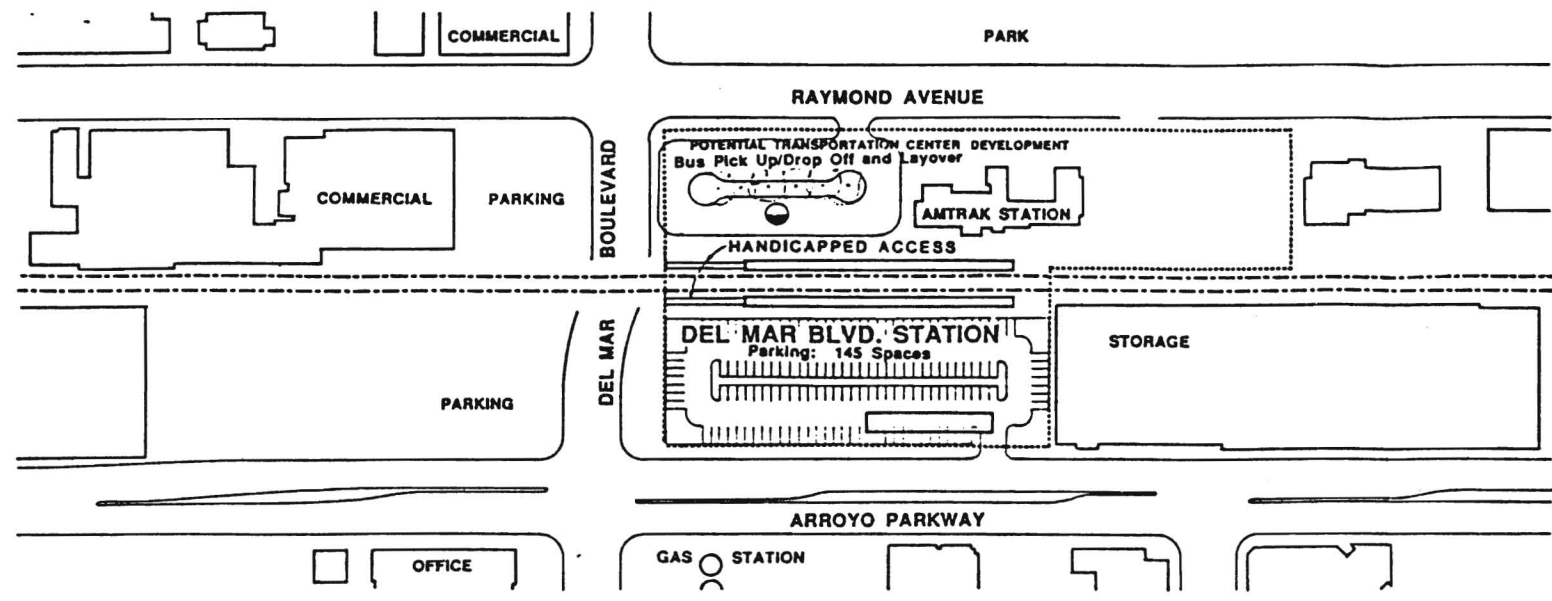 COMMERCIAL
PARK
RAYMOND AVENUE
POTENTIAL TRANSPORTATION CENTER DEVELOPMENT
Bus Pick Up/Drop Off and Layover
BOULEVARD
COMMERCIAL
PARKING
AMTRAK STATION
HANDICAPPED ACCESS
DEL MAR BLVD. STATION
Parking: 145 Spaces
STORAGE
DEL MAR
PARKING
ARROYO PARKWAY
OFFICE
GAS STATION